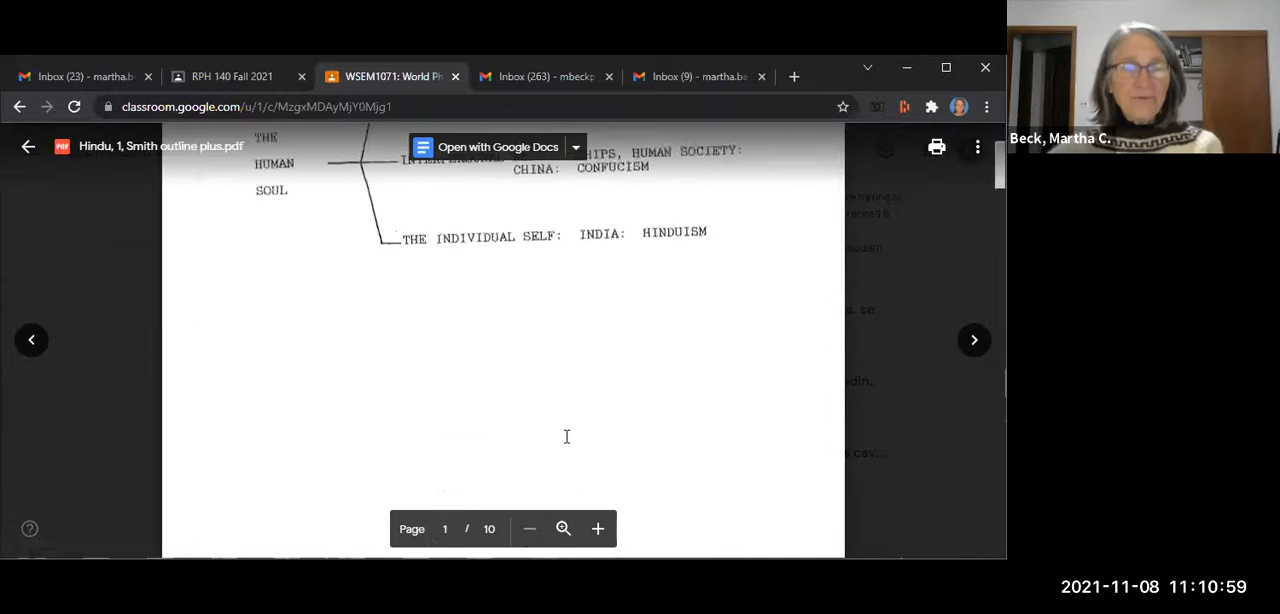 Inbox (23) - martha.b
RPH 140 Fall 2021
WSEM1071: World Ph
Inbox (263) - mbeckp
Inbox (9) - martha.be
classroom.google.com/u/1/c/MzgxMDAyMjY0Mjg1
PDF
Hindu, 1, Smith outline plus.pdf
Open with Google Docs
Beck, Martha C.
THE
HUMAN
SOUL
HIPS, HUMAN SOCIETY:
CHINA: CONFUCISM
THE INDIVIDUAL SELF: INDIA: HINDUISM
Page 1 / 10
2021-11-08 11:10:59